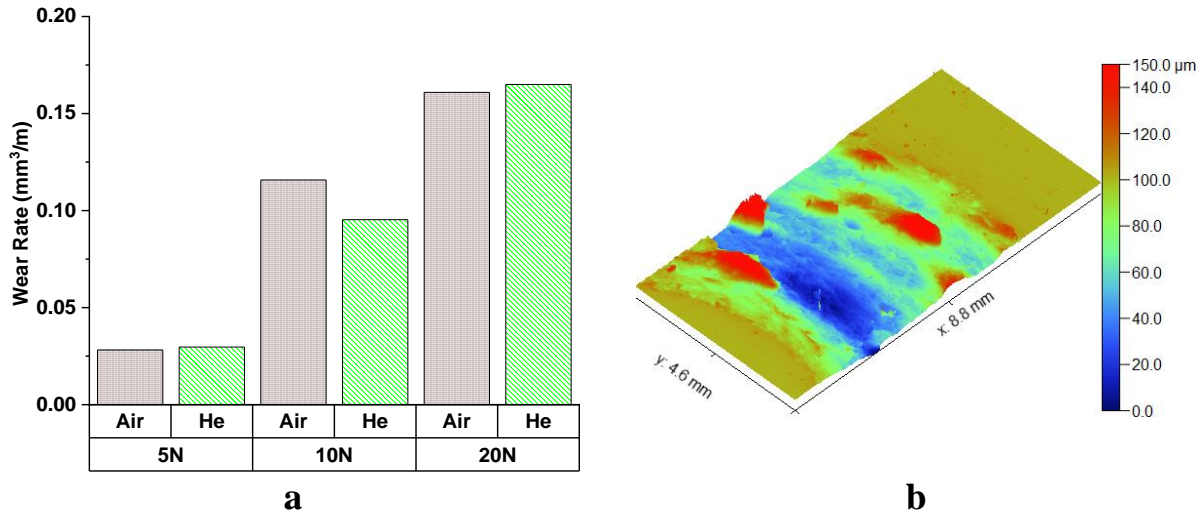 0.20
0.15
0.10
0.05
0.00
Wear Rate (mm³/m)
Air He Air He Air He
5N 10N 20N
a
150.0 µm
140.0
120.0
100.0
80.0
60.0
40.0
20.0
0.0
x: 8.8 mm
y: 4.6 mm
b